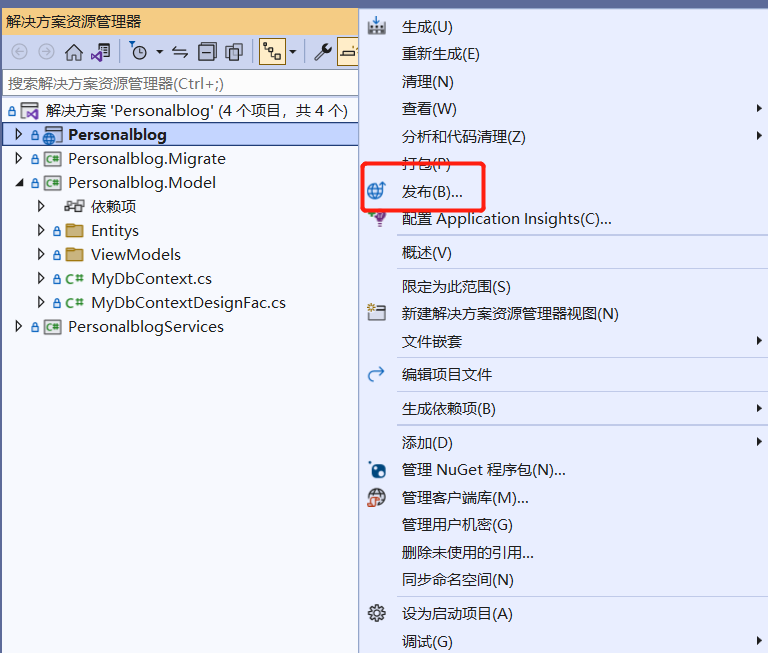 解决方案资源管理器
搜索解决方案资源管理器(Ctrl+;)
解决方案 'Personalblog' (4 个项目，共 4 个)
Personalblog
Personalblog.Migrate
Personalblog.Model
依赖项
Entitys
ViewModels
C# MyDbContext.cs
C# MyDbContextDesignFac.cs
PersonalblogServices
生成(U)
重新生成(E)
清理(N)
查看(W)
分析和代码清理(Z)
打包(P)
发布(B)...
配置 Application Insights(C)...
概述(V)
限定为此范围(S)
新建解决方案资源管理器视图(N)
文件嵌套
编辑项目文件
生成依赖项(B)
添加(D)
管理 NuGet 程序包(N)...
管理客户端库(M)...
管理用户机密(G)
删除未使用的引用...
同步命名空间(N)
设为启动项目(A)
调试(G)